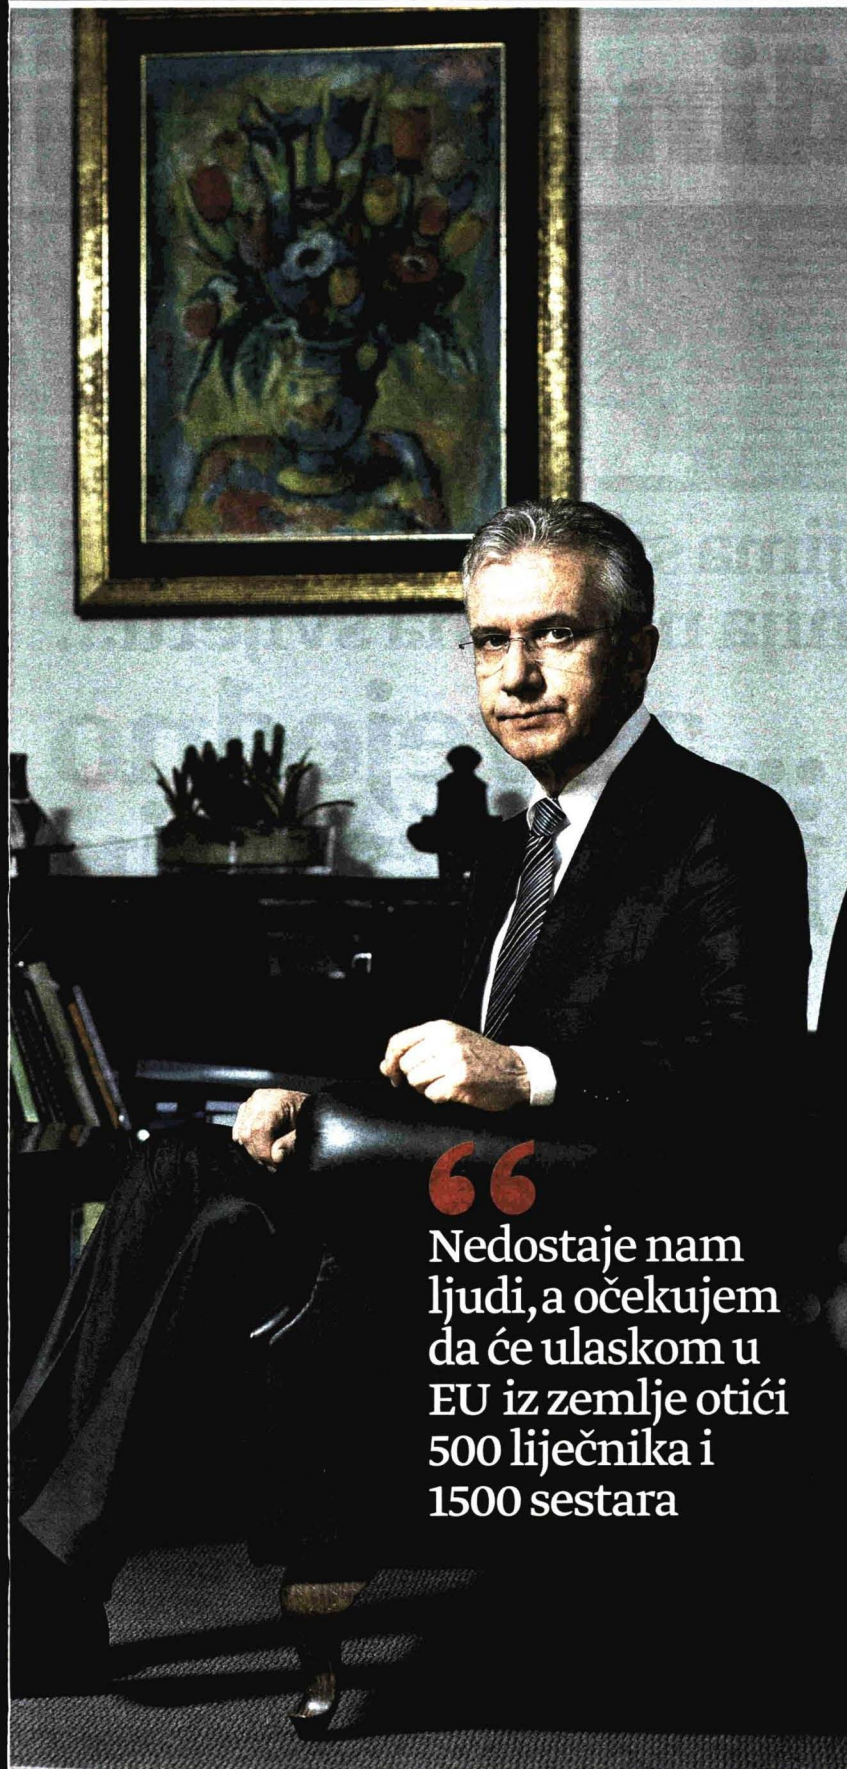 “
Nedostaje nam
ljudi, a očekujem
da će ulaskom u
EU iz zemlje otići
500 liječnika i
1500 sestara